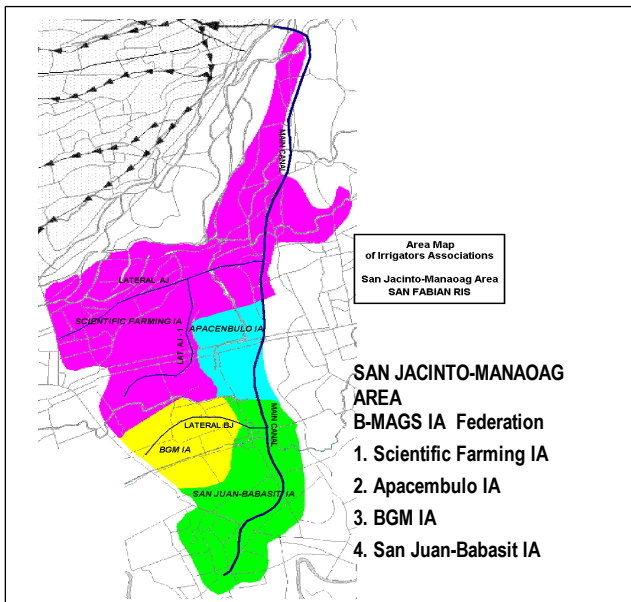 MAIN CANAL
LATERAL AJ
SCIENTIFIC FARMING IA
LAT. AJ -1
APACENBULO IA
MAIN CANAL
LATERAL BJ
BGM IA
SAN JUAN-BABASIT IA
Area Map
of Irrigators Associations
San Jacinto-Manaoag Area
SAN FABIAN RIS
SAN JACINTO-MANAOAG
AREA
B-MAGS IA Federation
1. Scientific Farming IA
2. Apacembulo IA
3. BGM IA
4. San Juan-Babasit IA